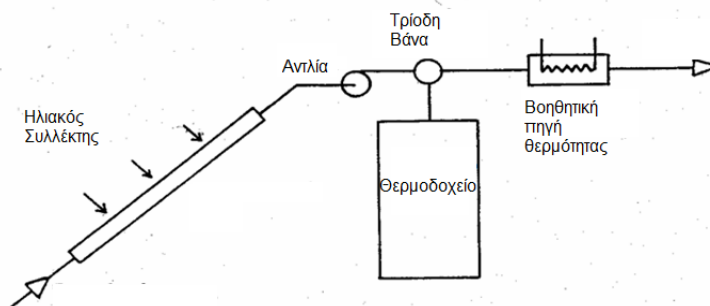 Τρίοδη
Βάνα
Αντλία
Ηλιακός
Συλλέκτης
Βοηθητική
πηγή
θερμότητας
Θερμοδοχείο